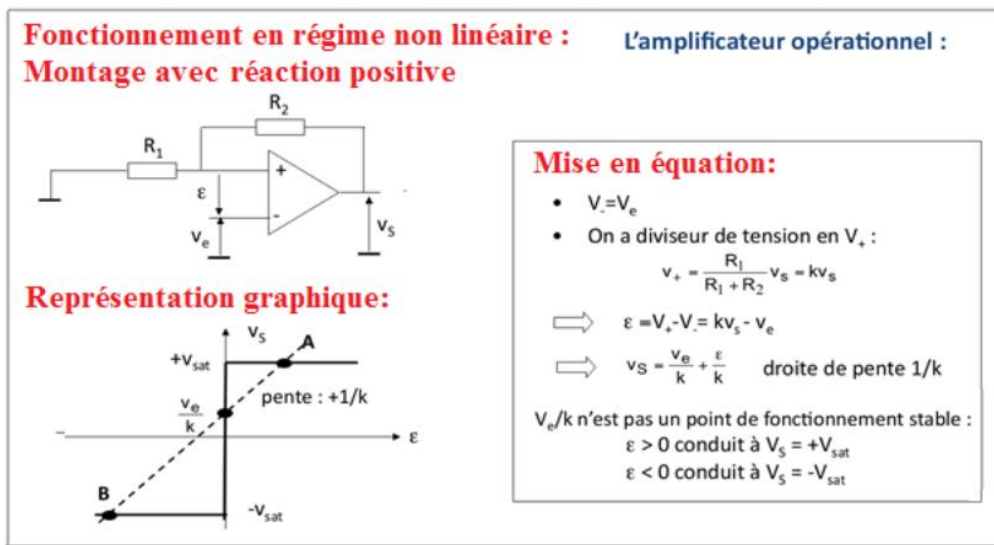 Fonctionnement en régime non linéaire :
Montage avec réaction positive
L'amplificateur opérationnel :
R₂
R₁
+
ε
-
vₑ
vₛ
Représentation graphique:
vₛ
A
+vₛₐₜ
vₑ/k
pente : +1/k
ε
B
-vₛₐₜ
Mise en équation:
• V₋=Vₑ
• On a diviseur de tension en V₊ :
v₊ = R₁/(R₁ + R₂) vₛ = kvₛ
⇨ ε =V₊-V₋= kvₛ - vₑ
⇨ vₛ = vₑ/k + ε/k droite de pente 1/k
Vₑ/k n'est pas un point de fonctionnement stable :
ε > 0 conduit à Vₛ = +Vₛₐₜ
ε < 0 conduit à Vₛ = -Vₛₐₜ